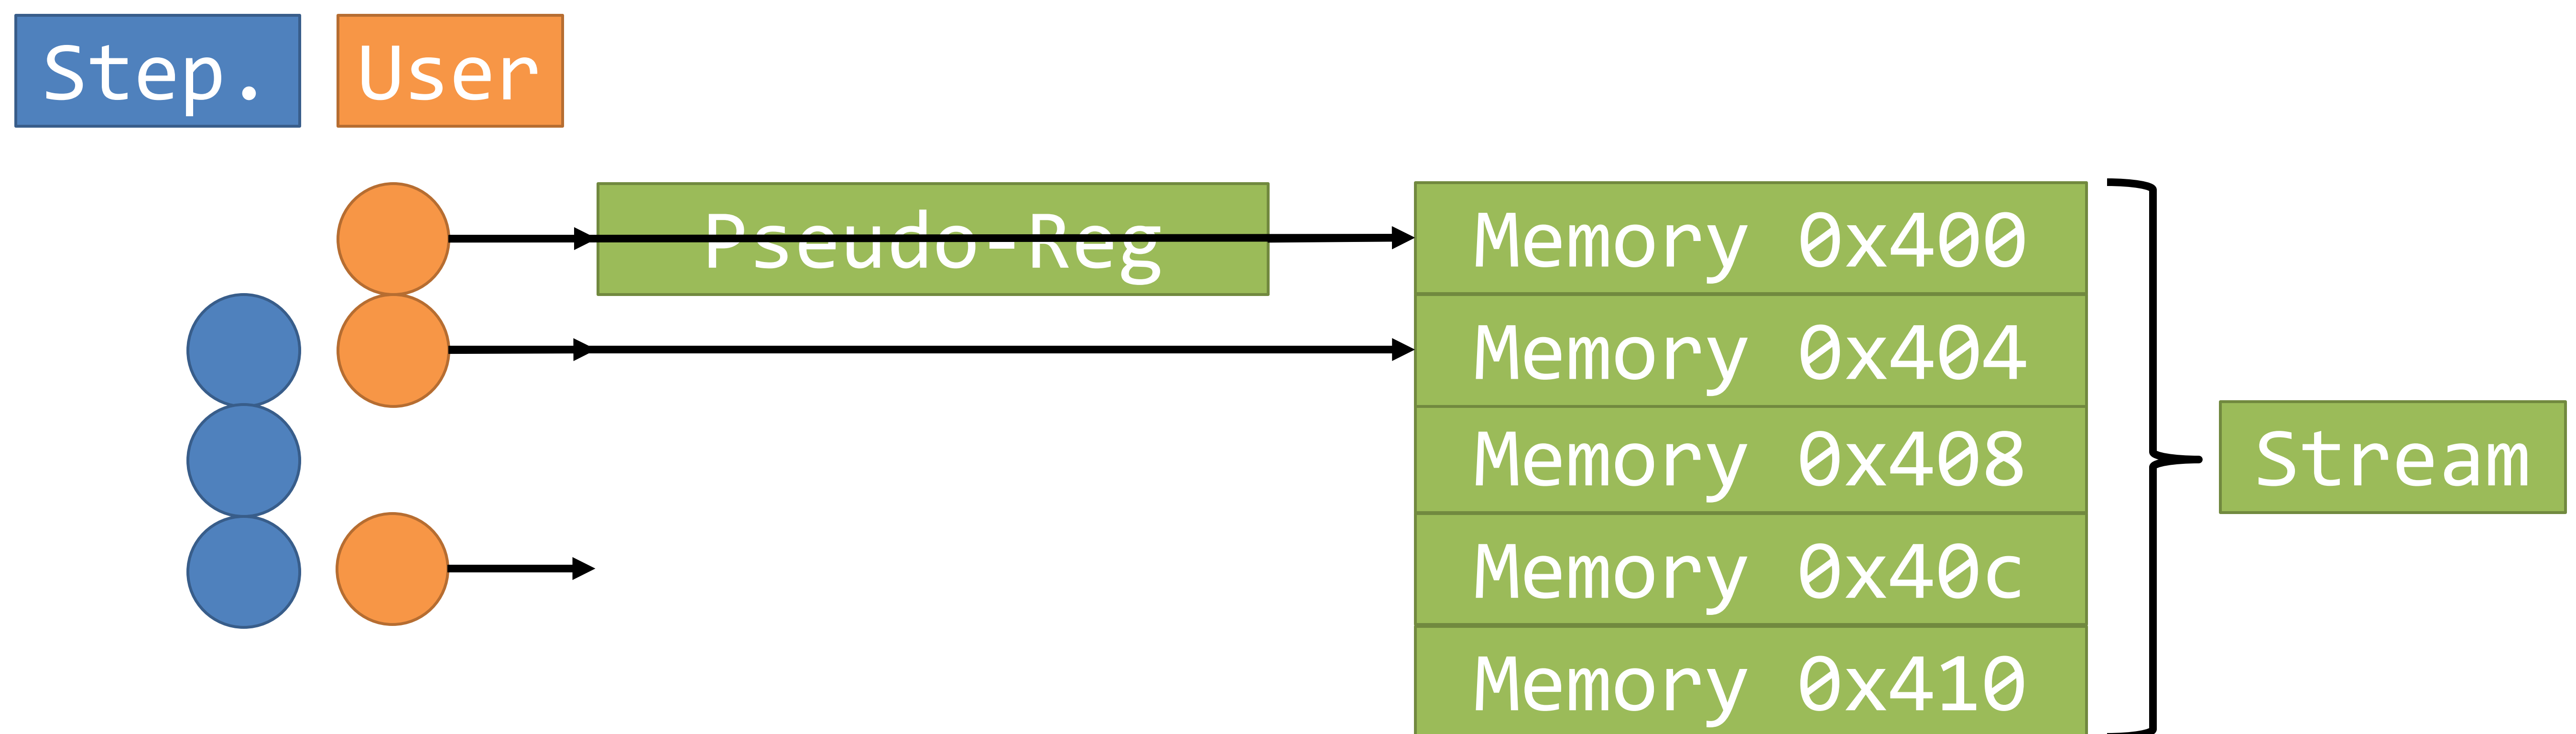 Step.
User
Pseudo-Reg
Memory 0x400
Memory 0x404
Memory 0x408
Memory 0x40c
Memory 0x410
Stream